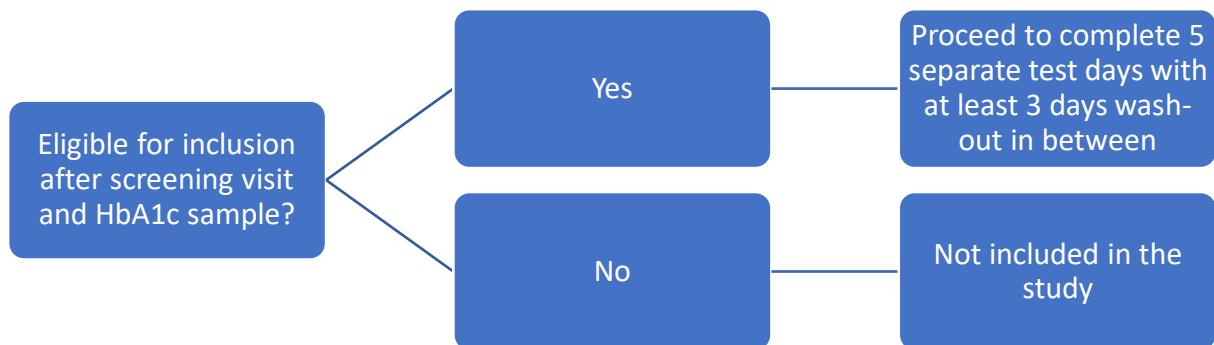 Eligible for inclusion
after screening visit
and HbA1c sample?
Yes
Proceed to complete 5
separate test days with
at least 3 days wash-
out in between
No
Not included in the
study